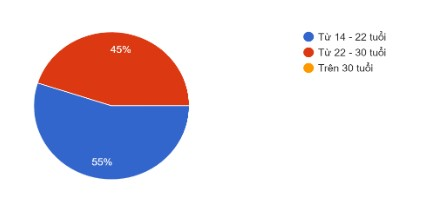 45%
55%
Từ 14 - 22 tuổi
Từ 22 - 30 tuổi
Trên 30 tuổi